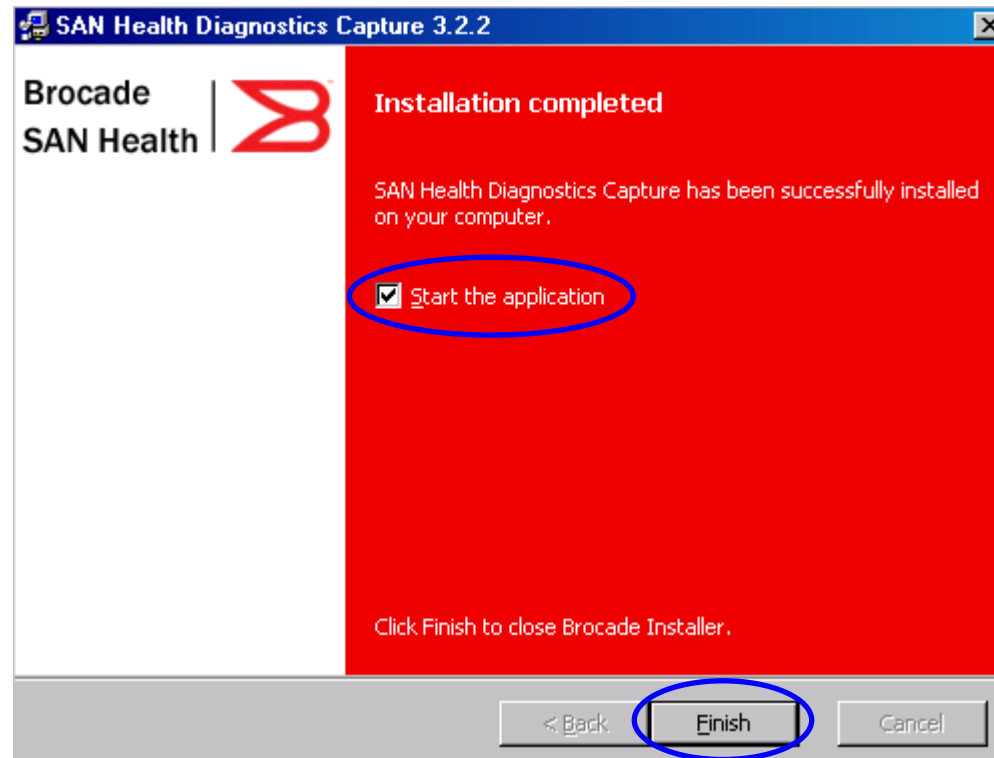 SAN Health Diagnostics Capture 3.2.2
Brocade
SAN Health
Installation completed
SAN Health Diagnostics Capture has been successfully installed
on your computer.
Start the application
Click Finish to close Brocade Installer.
< Back
Finish
Cancel